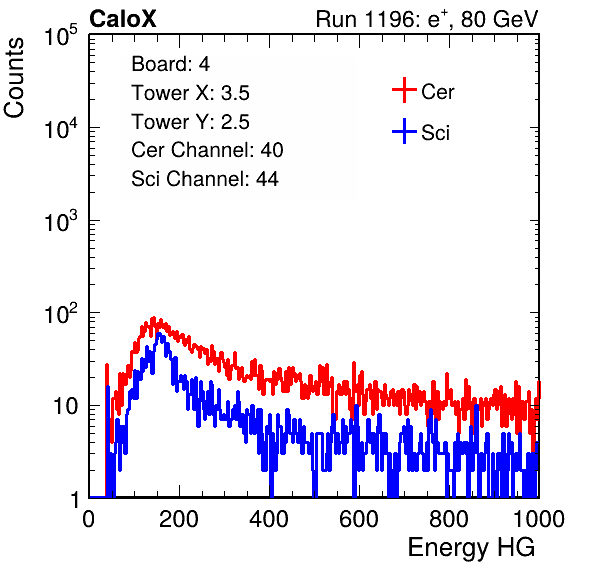 CaloX Run 1196: e⁺, 80 GeV
Counts
Board: 4
Tower X: 3.5
Tower Y: 2.5
Cer Channel: 40
Sci Channel: 44
Cer
Sci
10⁵
10⁴
10³
10²
10
1
0 200 400 600 800 1000
Energy HG